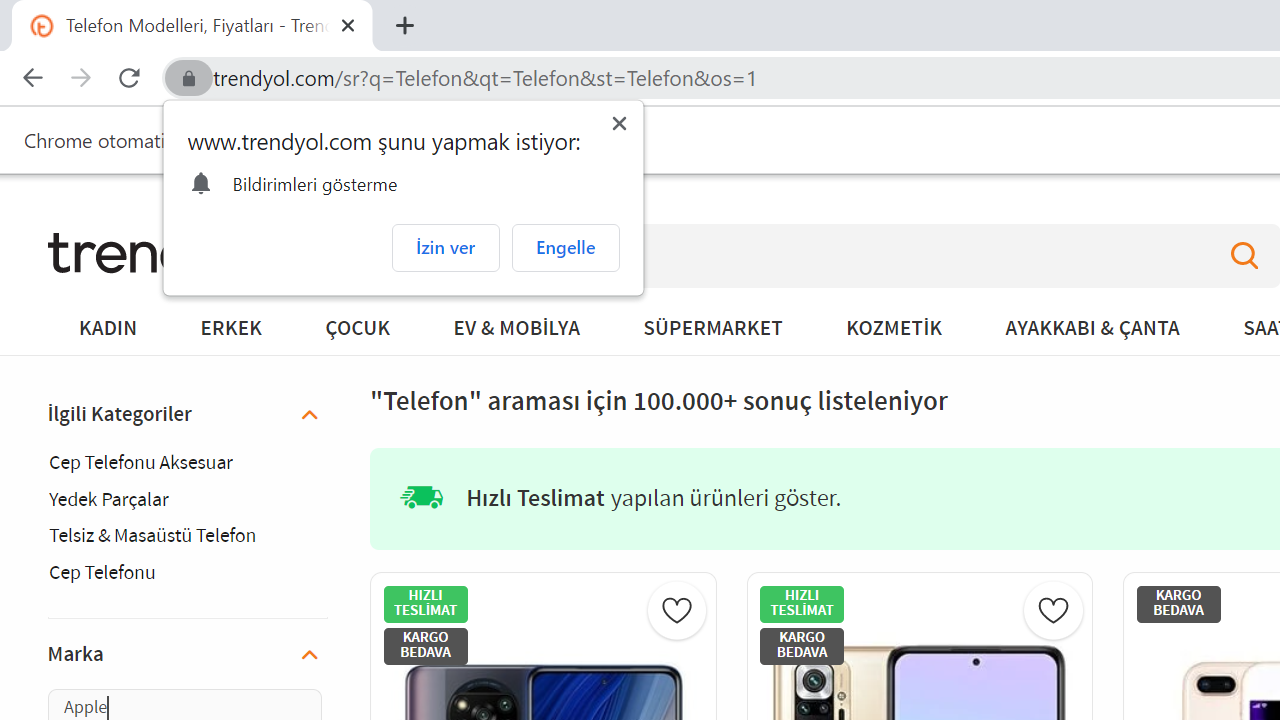 Telefon Modelleri, Fiyatları - Tren
trendyol.com/sr?q=Telefon&qt=Telefon&st=Telefon&os=1
Chrome otomati
www.trendyol.com şunu yapmak istiyor:
Bildirimleri gösterme
İzin ver
Engelle
tren
KADIN ERKEK ÇOCUK EV & MOBİLYA SÜPERMARKET KOZMETİK AYAKKABI & ÇANTA SAA
İlgili Kategoriler
Cep Telefonu Aksesuar
Yedek Parçalar
Telsiz & Masaüstü Telefon
Cep Telefonu
Marka
Apple
"Telefon" araması için 100.000+ sonuç listeleniyor
Hızlı Teslimat yapılan ürünleri göster.
HIZLI
TESLİMAT
KARGO
BEDAVA
HIZLI
TESLİMAT
KARGO
BEDAVA
KARGO
BEDAVA